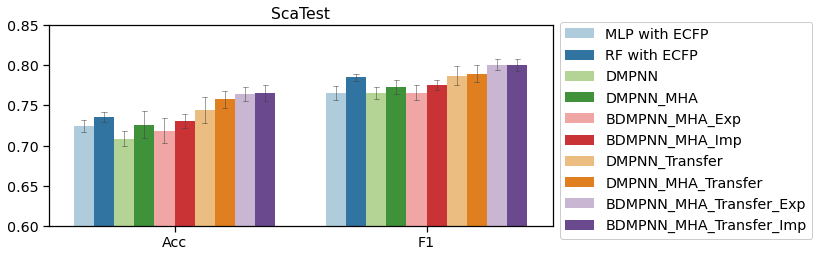 ScaTest
0.85
0.80
0.75
0.70
0.65
0.60
Acc
F1
MLP with ECFP
RF with ECFP
DMPNN
DMPNN_MHA
BDMPNN_MHA_Exp
BDMPNN_MHA_Imp
DMPNN_Transfer
DMPNN_MHA_Transfer
BDMPNN_MHA_Transfer_Exp
BDMPNN_MHA_Transfer_Imp